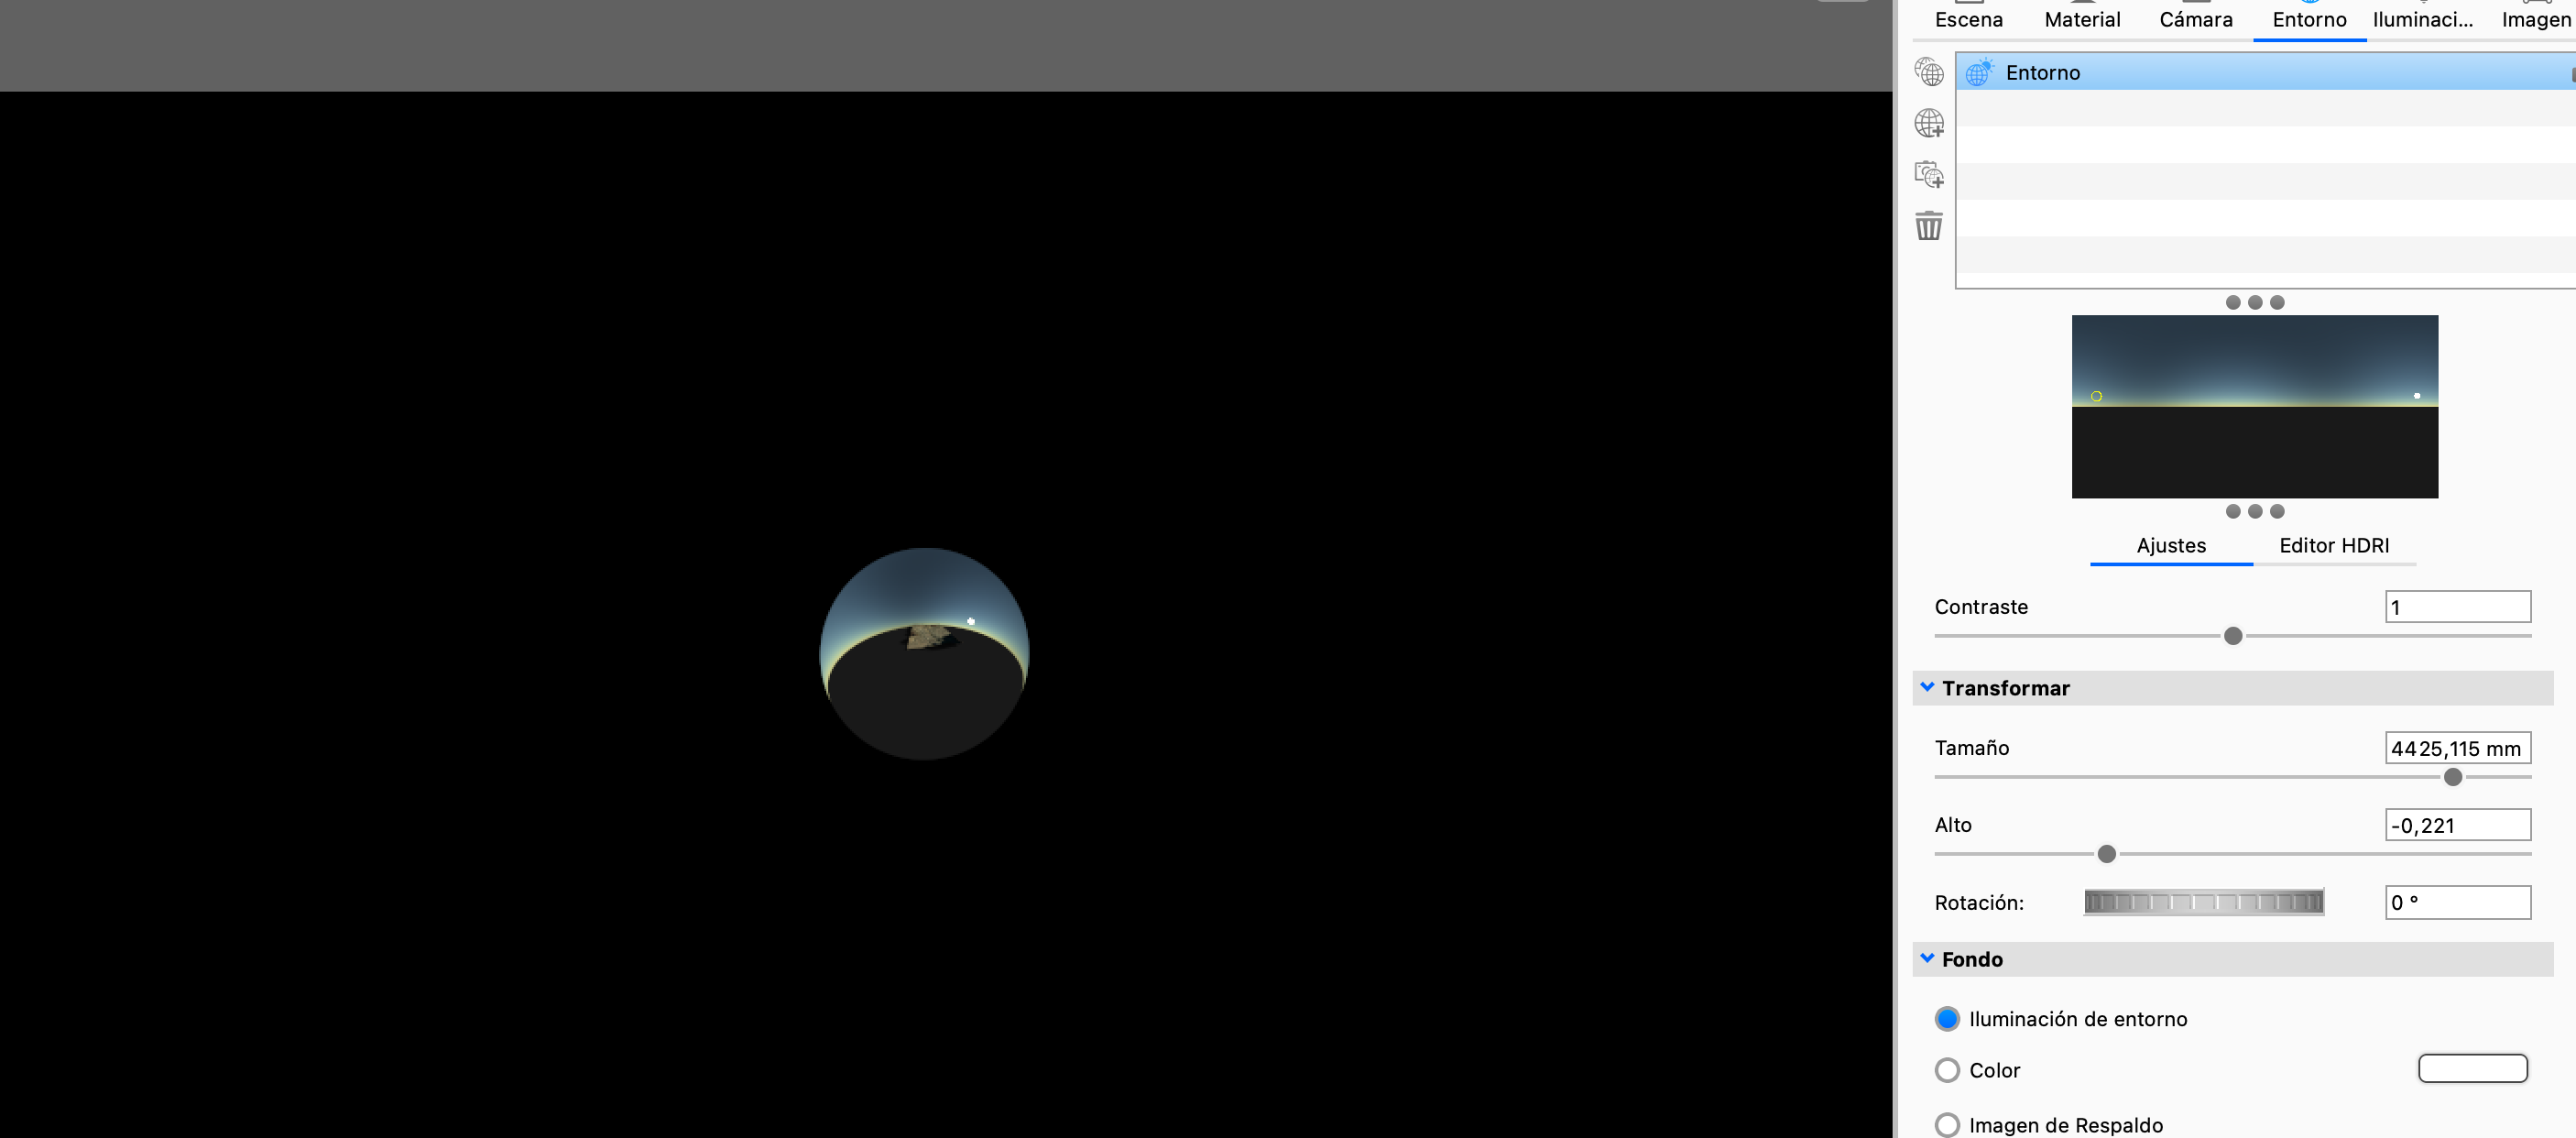 Escena Material Cámara Entorno Iluminaci... Imagen
Entorno
Ajustes Editor HDRI
Contraste 1
Transformar
Tamaño 4425,115 mm
Alto -0,221
Rotación: 0 °
Fondo
Iluminación de entorno
Color
Imagen de Respaldo